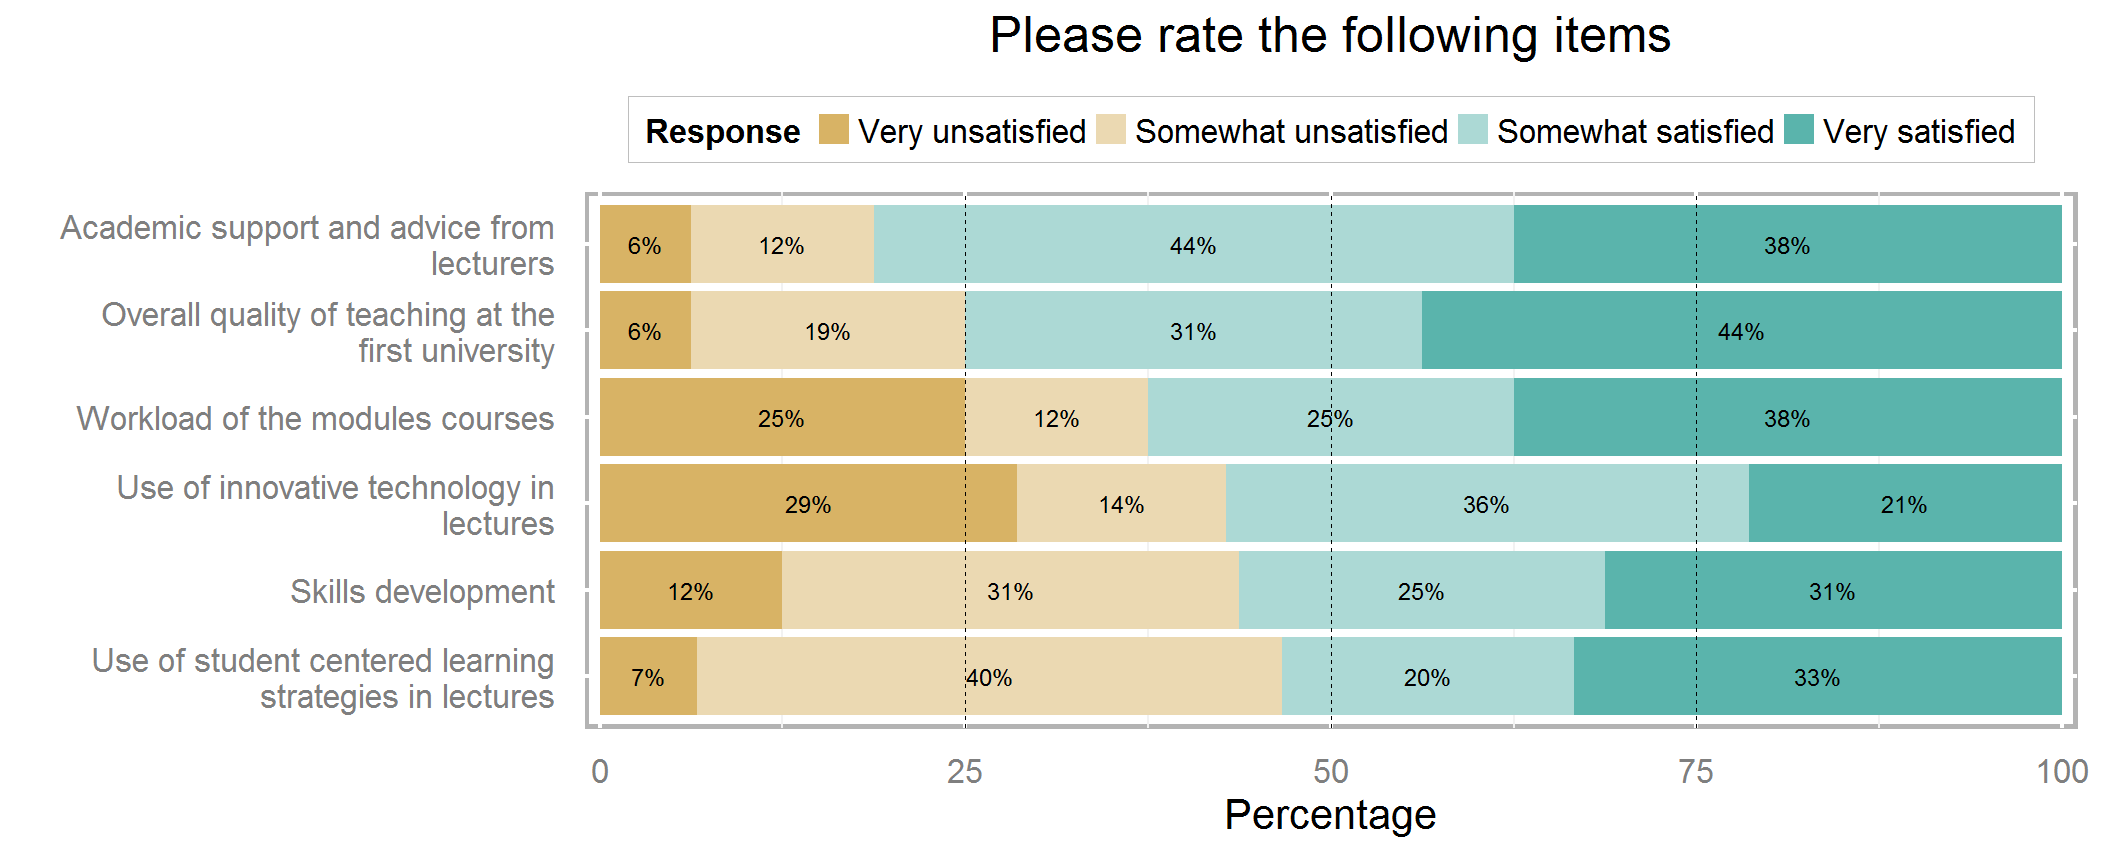 Please rate the following items
Response Very unsatisfied Somewhat unsatisfied Somewhat satisfied Very satisfied
Academic support and advice from
lecturers
6% 12% 44% 38%
Overall quality of teaching at the
first university
6% 19% 31% 44%
Workload of the modules courses
25% 12% 25% 38%
Use of innovative technology in
lectures
29% 14% 36% 21%
Skills development
12% 31% 25% 31%
Use of student centered learning
strategies in lectures
7% 40% 20% 33%
0 25 50 75 100
Percentage